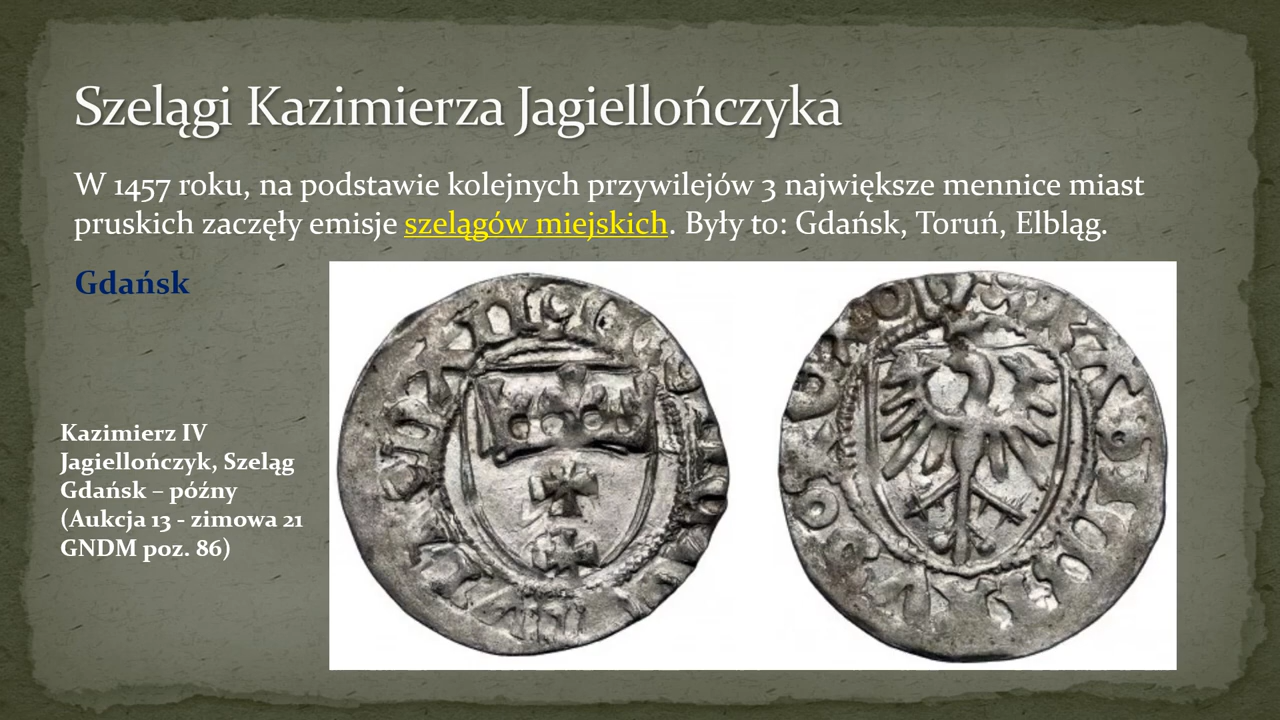 Szelągi Kazimierza Jagiellończyka
W 1457 roku, na podstawie kolejnych przywilejów 3 największe mennice miast
pruskich zaczęły emisje szelągów miejskich. Były to: Gdańsk, Toruń, Elbląg.
Gdańsk
Kazimierz IV
Jagiellończyk, Szeląg
Gdańsk – późny
(Aukcja 13 - zimowa 21
GNDM poz. 86)